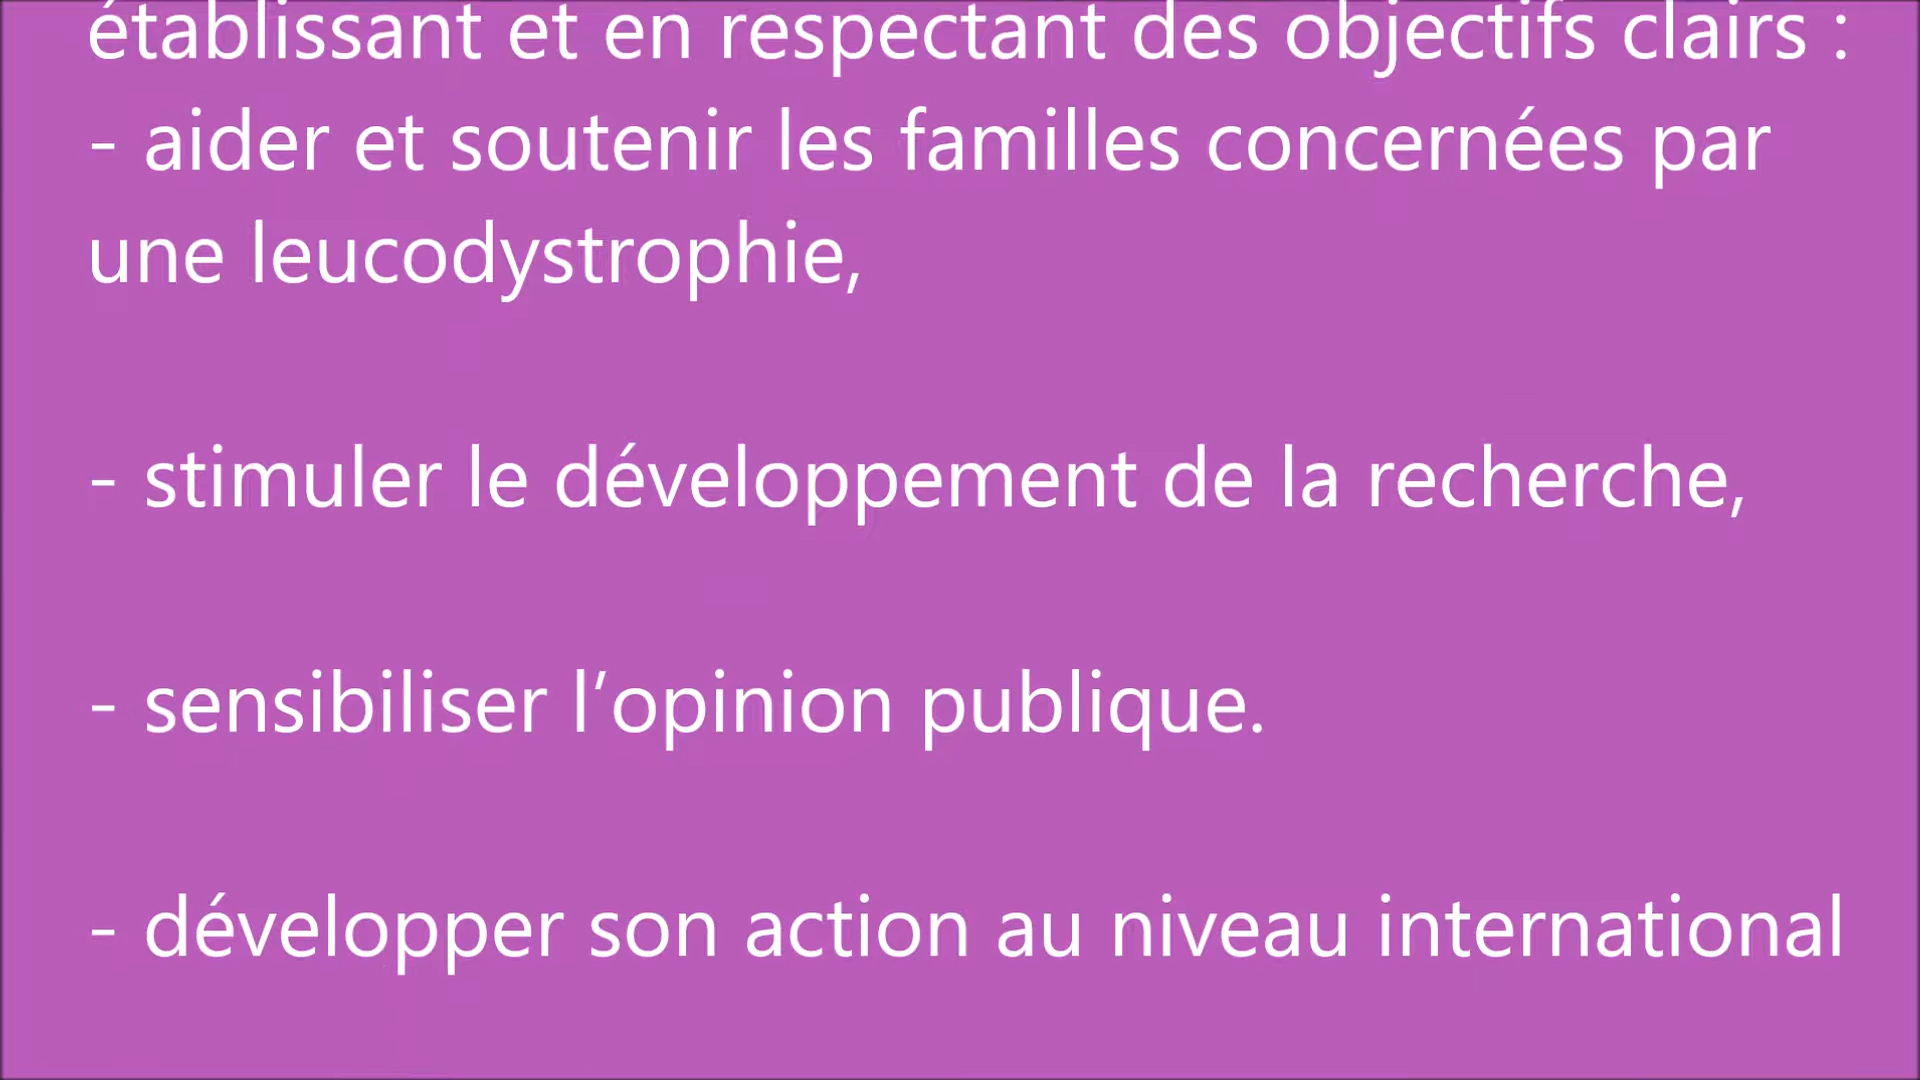 établissant et en respectant des objectifs clairs :
- aider et soutenir les familles concernées par
une leucodystrophie,
- stimuler le développement de la recherche,
- sensibiliser l’opinion publique.
- développer son action au niveau international